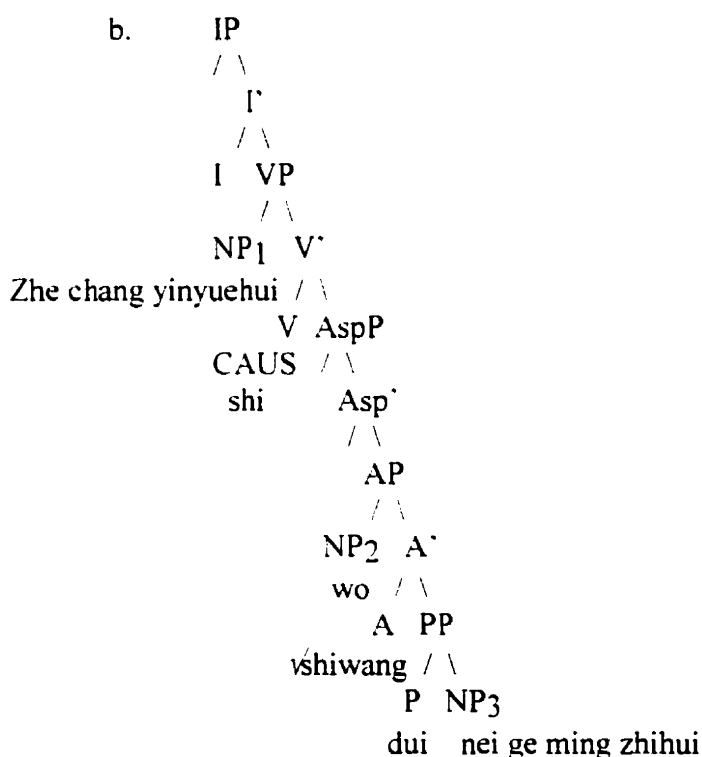 b. IP
/ \
I'
/ \
I VP
/ \
NP1 V'
Zhe chang yinyuehui / \
V AspP
CAUS / \
shi Asp'
/ \
AP
/ \
NP2 A'
wo / \
A PP
√shiwang / \
P NP3
dui nei ge ming zhihui